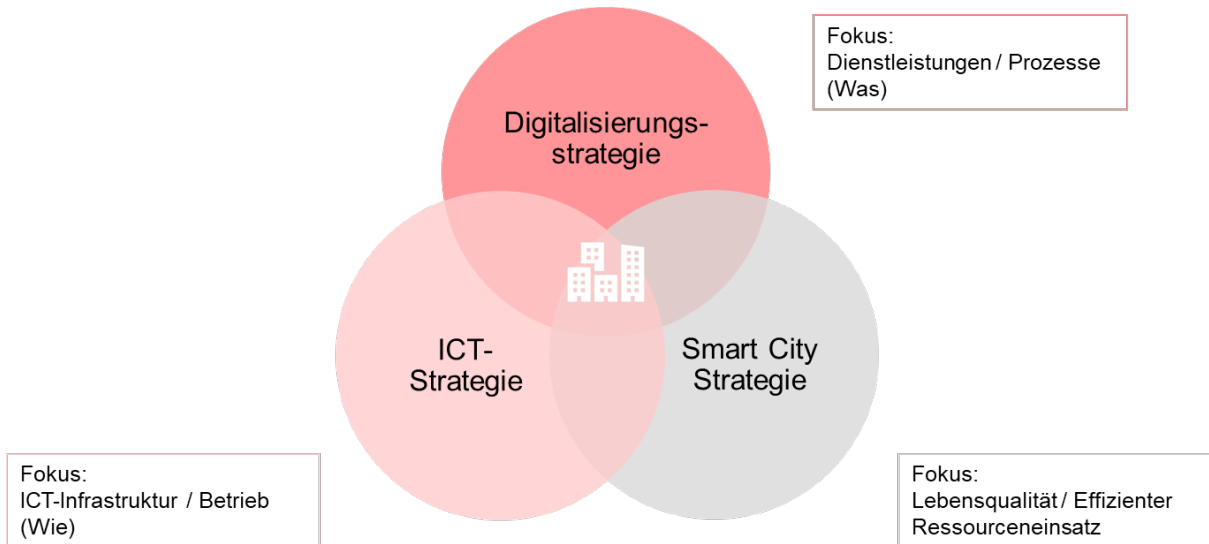 Fokus:
Dienstleistungen / Prozesse
(Was)
Digitalisierungs-
strategie
ICT-
Strategie
Smart City
Strategie
Fokus:
ICT-Infrastruktur / Betrieb
(Wie)
Fokus:
Lebensqualität / Effizienter
Ressourceneinsatz